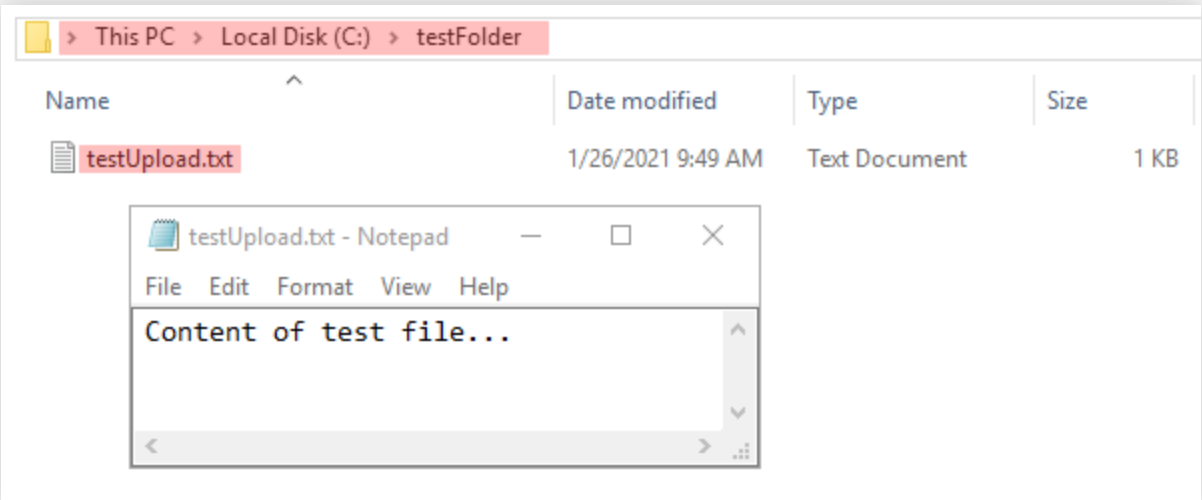 This PC > Local Disk (C:) > testFolder
Name Date modified Type Size
testUpload.txt 1/26/2021 9:49 AM Text Document 1 KB
testUpload.txt - Notepad
File Edit Format View Help
Content of test file...